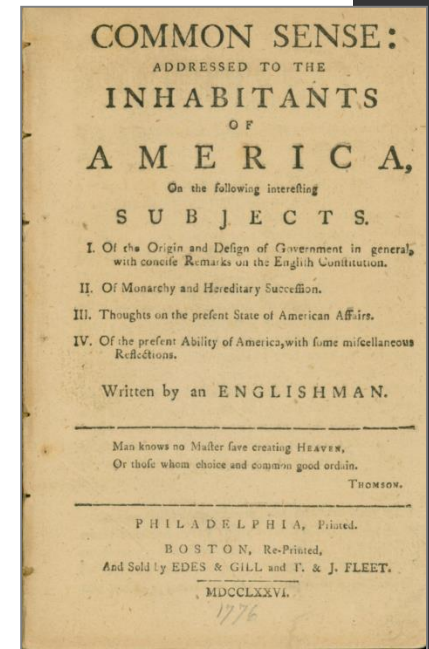 COMMON SENSE:
ADDRESSED TO THE
INHABITANTS
OF
AMERICA,
On the following intereſting
SUBJECTS.
I. Of the Origin and Deſign of Government in general,
with conciſe Remarks on the Engliſh Conſtitution.
II. Of Monarchy and Hereditary Succeſſion.
III. Thoughts on the preſent State of American Affairs.
IV. Of the preſent Ability of America, with ſome miſcellaneous
Reflections.
Written by an ENGLISHMAN.
Man knows no Maſter ſave creating HEAVEN,
Or thoſe whom choice and common good ordain.
THOMSON.
PHILADELPHIA, Printed.
BOSTON, Re-Printed,
And Sold by EDES & GILL and T. & J. FLEET.
MDCCLXXVI.
1776